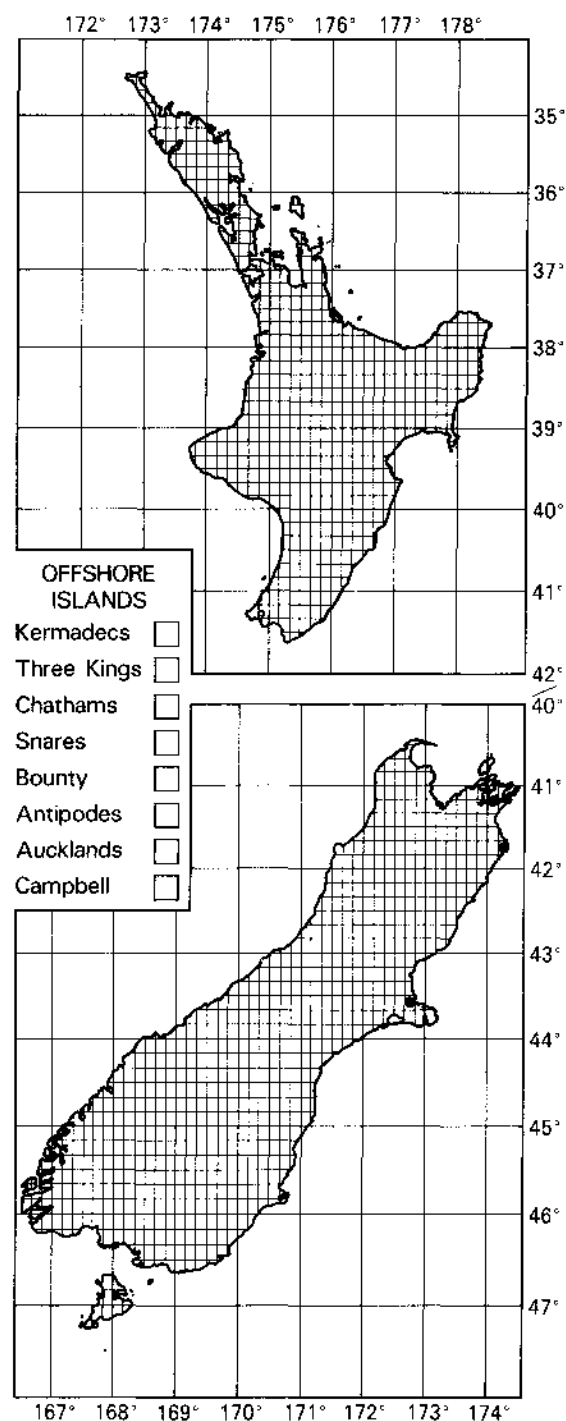 172° 173° 174° 175° 176° 177° 178°
35°
36°
37°
38°
39°
40°
41°
42°
OFFSHORE
ISLANDS
Kermadecs
Three Kings
Chathams
Snares
Bounty
Antipodes
Aucklands
Campbell
40°
41°
42°
43°
44°
45°
46°
47°
167° 168° 169° 170° 171° 172° 173° 174°